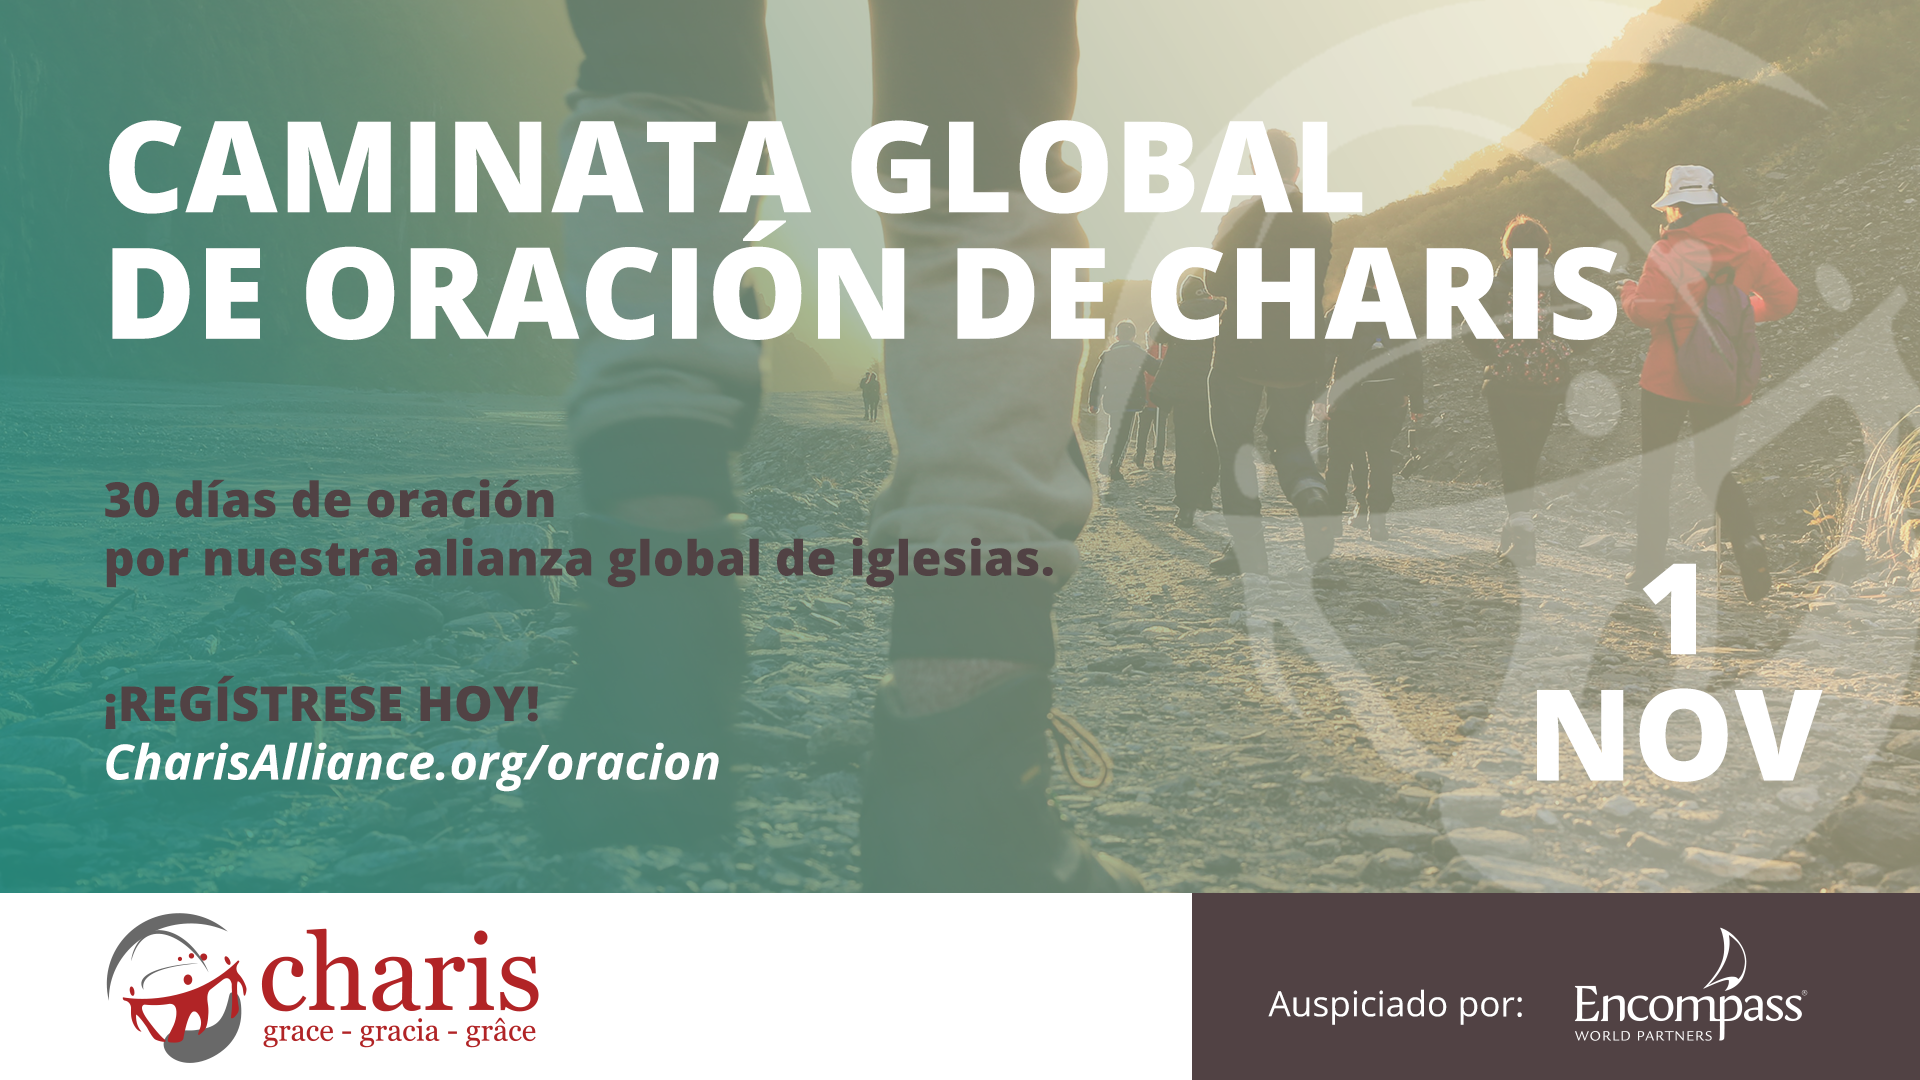 CAMINATA GLOBAL
DE ORACIÓN DE CHARIS
30 días de oración
por nuestra alianza global de iglesias.
¡REGÍSTRESE HOY!
CharisAlliance.org/oracion
1
NOV
charis
grace - gracia - grâce
Auspiciado por:
Encompass®
WORLD PARTNERS